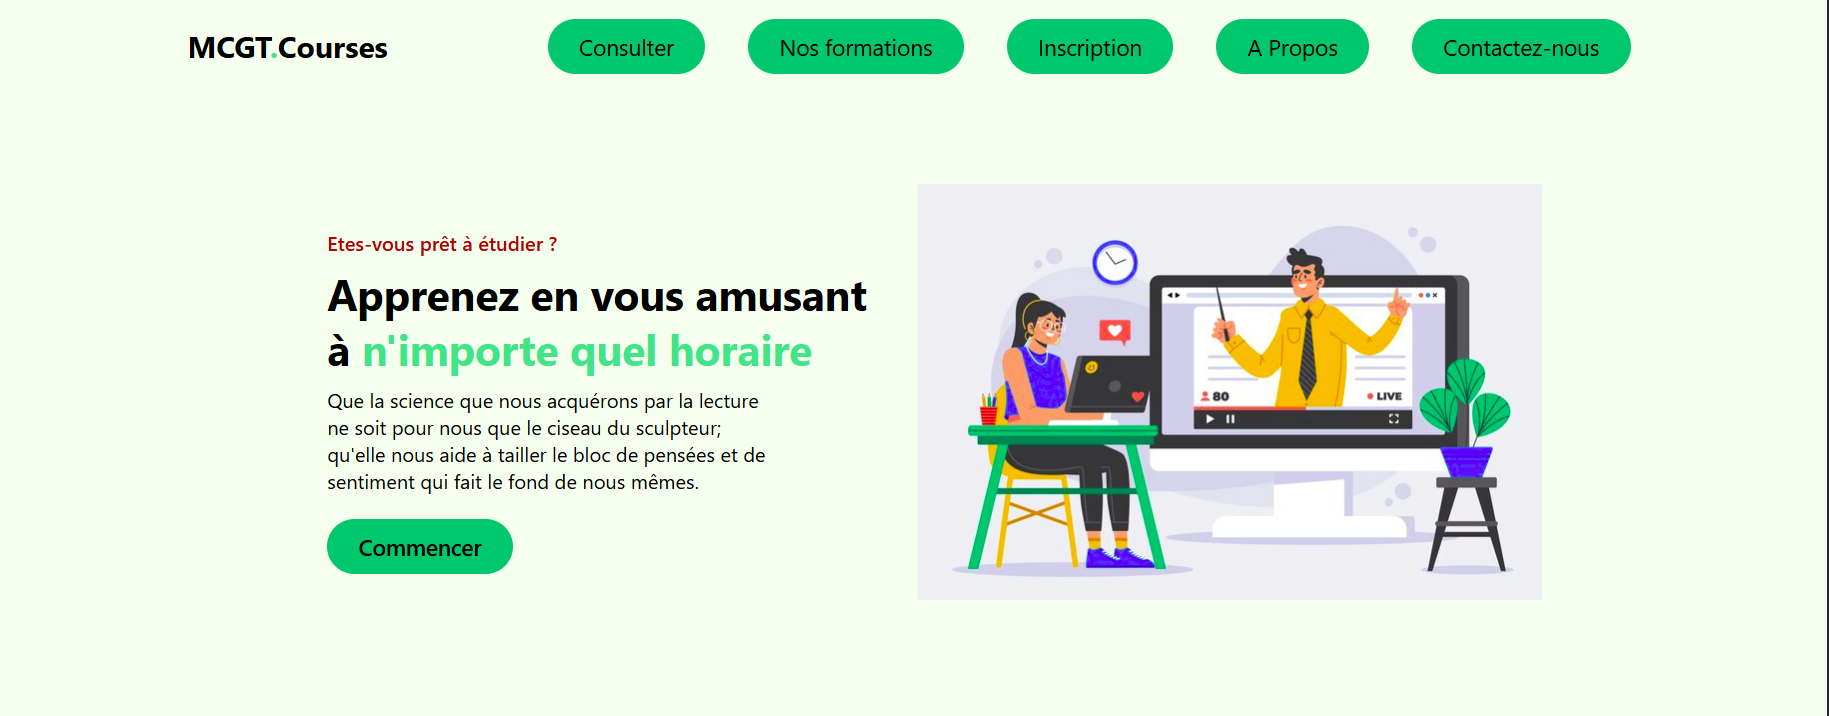 MCGT.Courses
Consulter
Nos formations
Inscription
A Propos
Contactez-nous
Etes-vous prêt à étudier ?
Apprenez en vous amusant
à n'importe quel horaire
Que la science que nous acquérons par la lecture
ne soit pour nous que le ciseau du sculpteur;
qu'elle nous aide à tailler le bloc de pensées et de
sentiment qui fait le fond de nous mêmes.
Commencer
80
LIVE